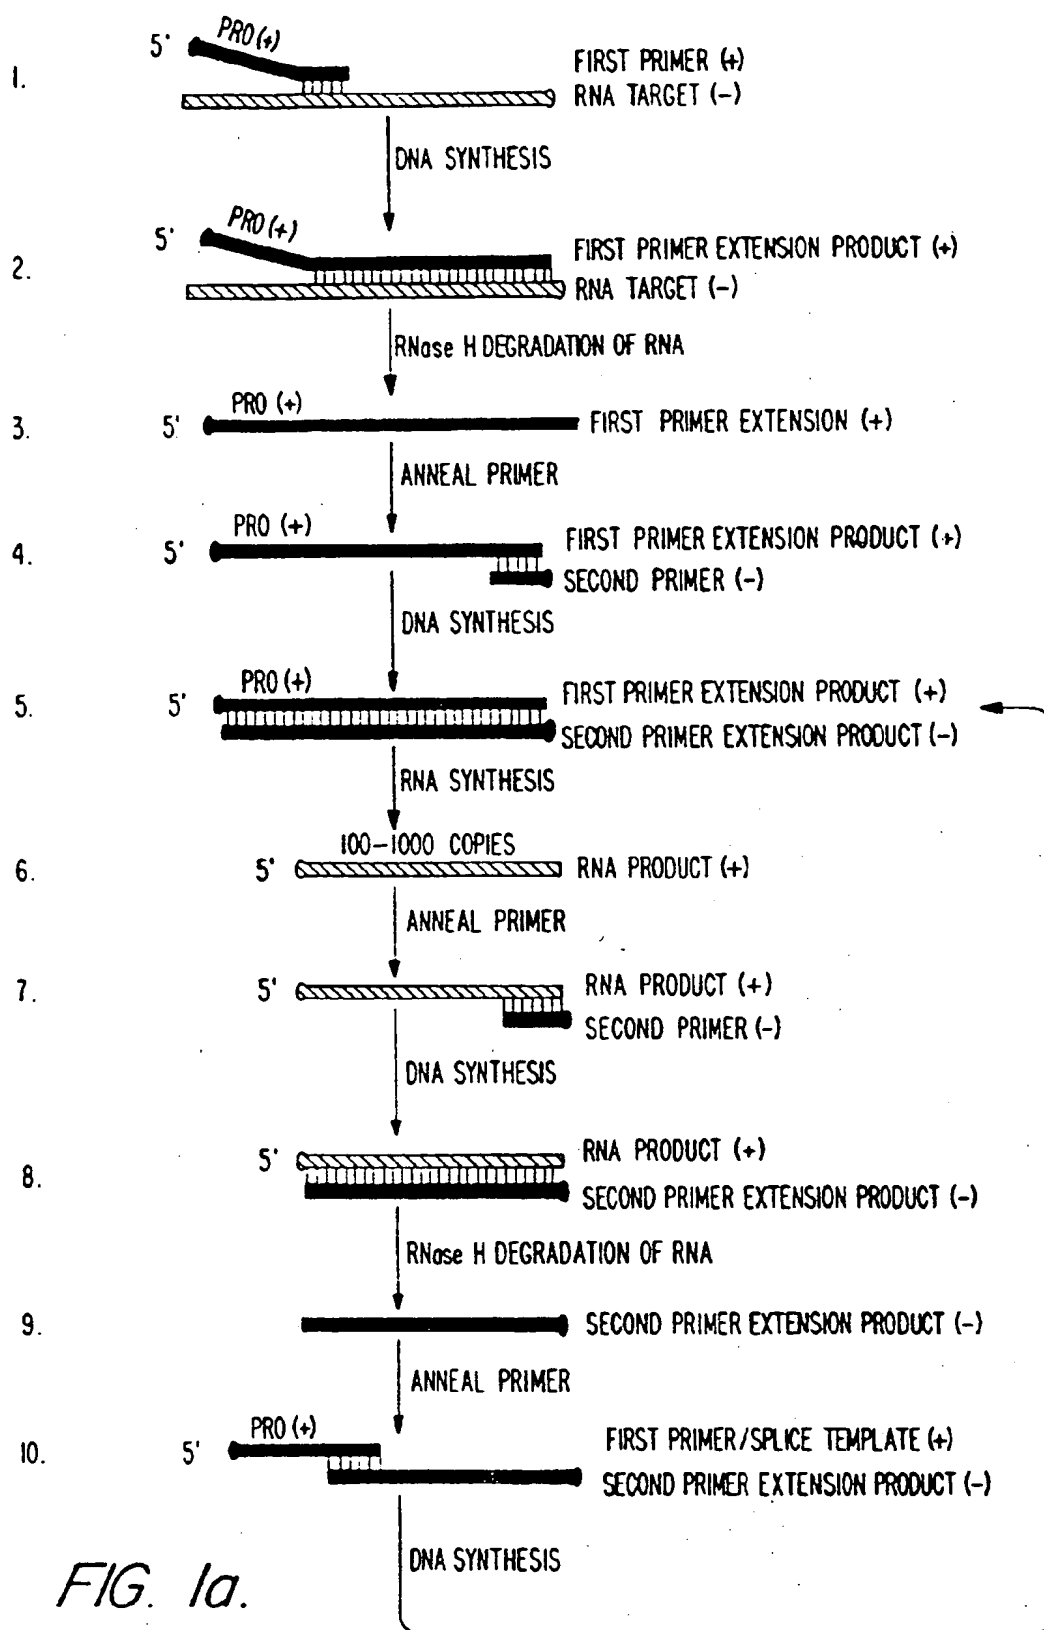 1.
5'
PRO (+)
FIRST PRIMER (+)
RNA TARGET (-)
DNA SYNTHESIS
2.
5'
PRO (+)
FIRST PRIMER EXTENSION PRODUCT (+)
RNA TARGET (-)
RNase H DEGRADATION OF RNA
3.
5'
PRO (+)
FIRST PRIMER EXTENSION (+)
ANNEAL PRIMER
4.
5'
PRO (+)
FIRST PRIMER EXTENSION PRODUCT (+)
SECOND PRIMER (-)
DNA SYNTHESIS
5.
5'
PRO (+)
FIRST PRIMER EXTENSION PRODUCT (+)
SECOND PRIMER EXTENSION PRODUCT (-)
RNA SYNTHESIS
100-1000 COPIES
6.
5'
RNA PRODUCT (+)
ANNEAL PRIMER
7.
5'
RNA PRODUCT (+)
SECOND PRIMER (-)
DNA SYNTHESIS
8.
5'
RNA PRODUCT (+)
SECOND PRIMER EXTENSION PRODUCT (-)
RNase H DEGRADATION OF RNA
9.
SECOND PRIMER EXTENSION PRODUCT (-)
ANNEAL PRIMER
10.
5'
PRO (+)
FIRST PRIMER/SPLICE TEMPLATE (+)
SECOND PRIMER EXTENSION PRODUCT (-)
DNA SYNTHESIS
FIG. 1a.